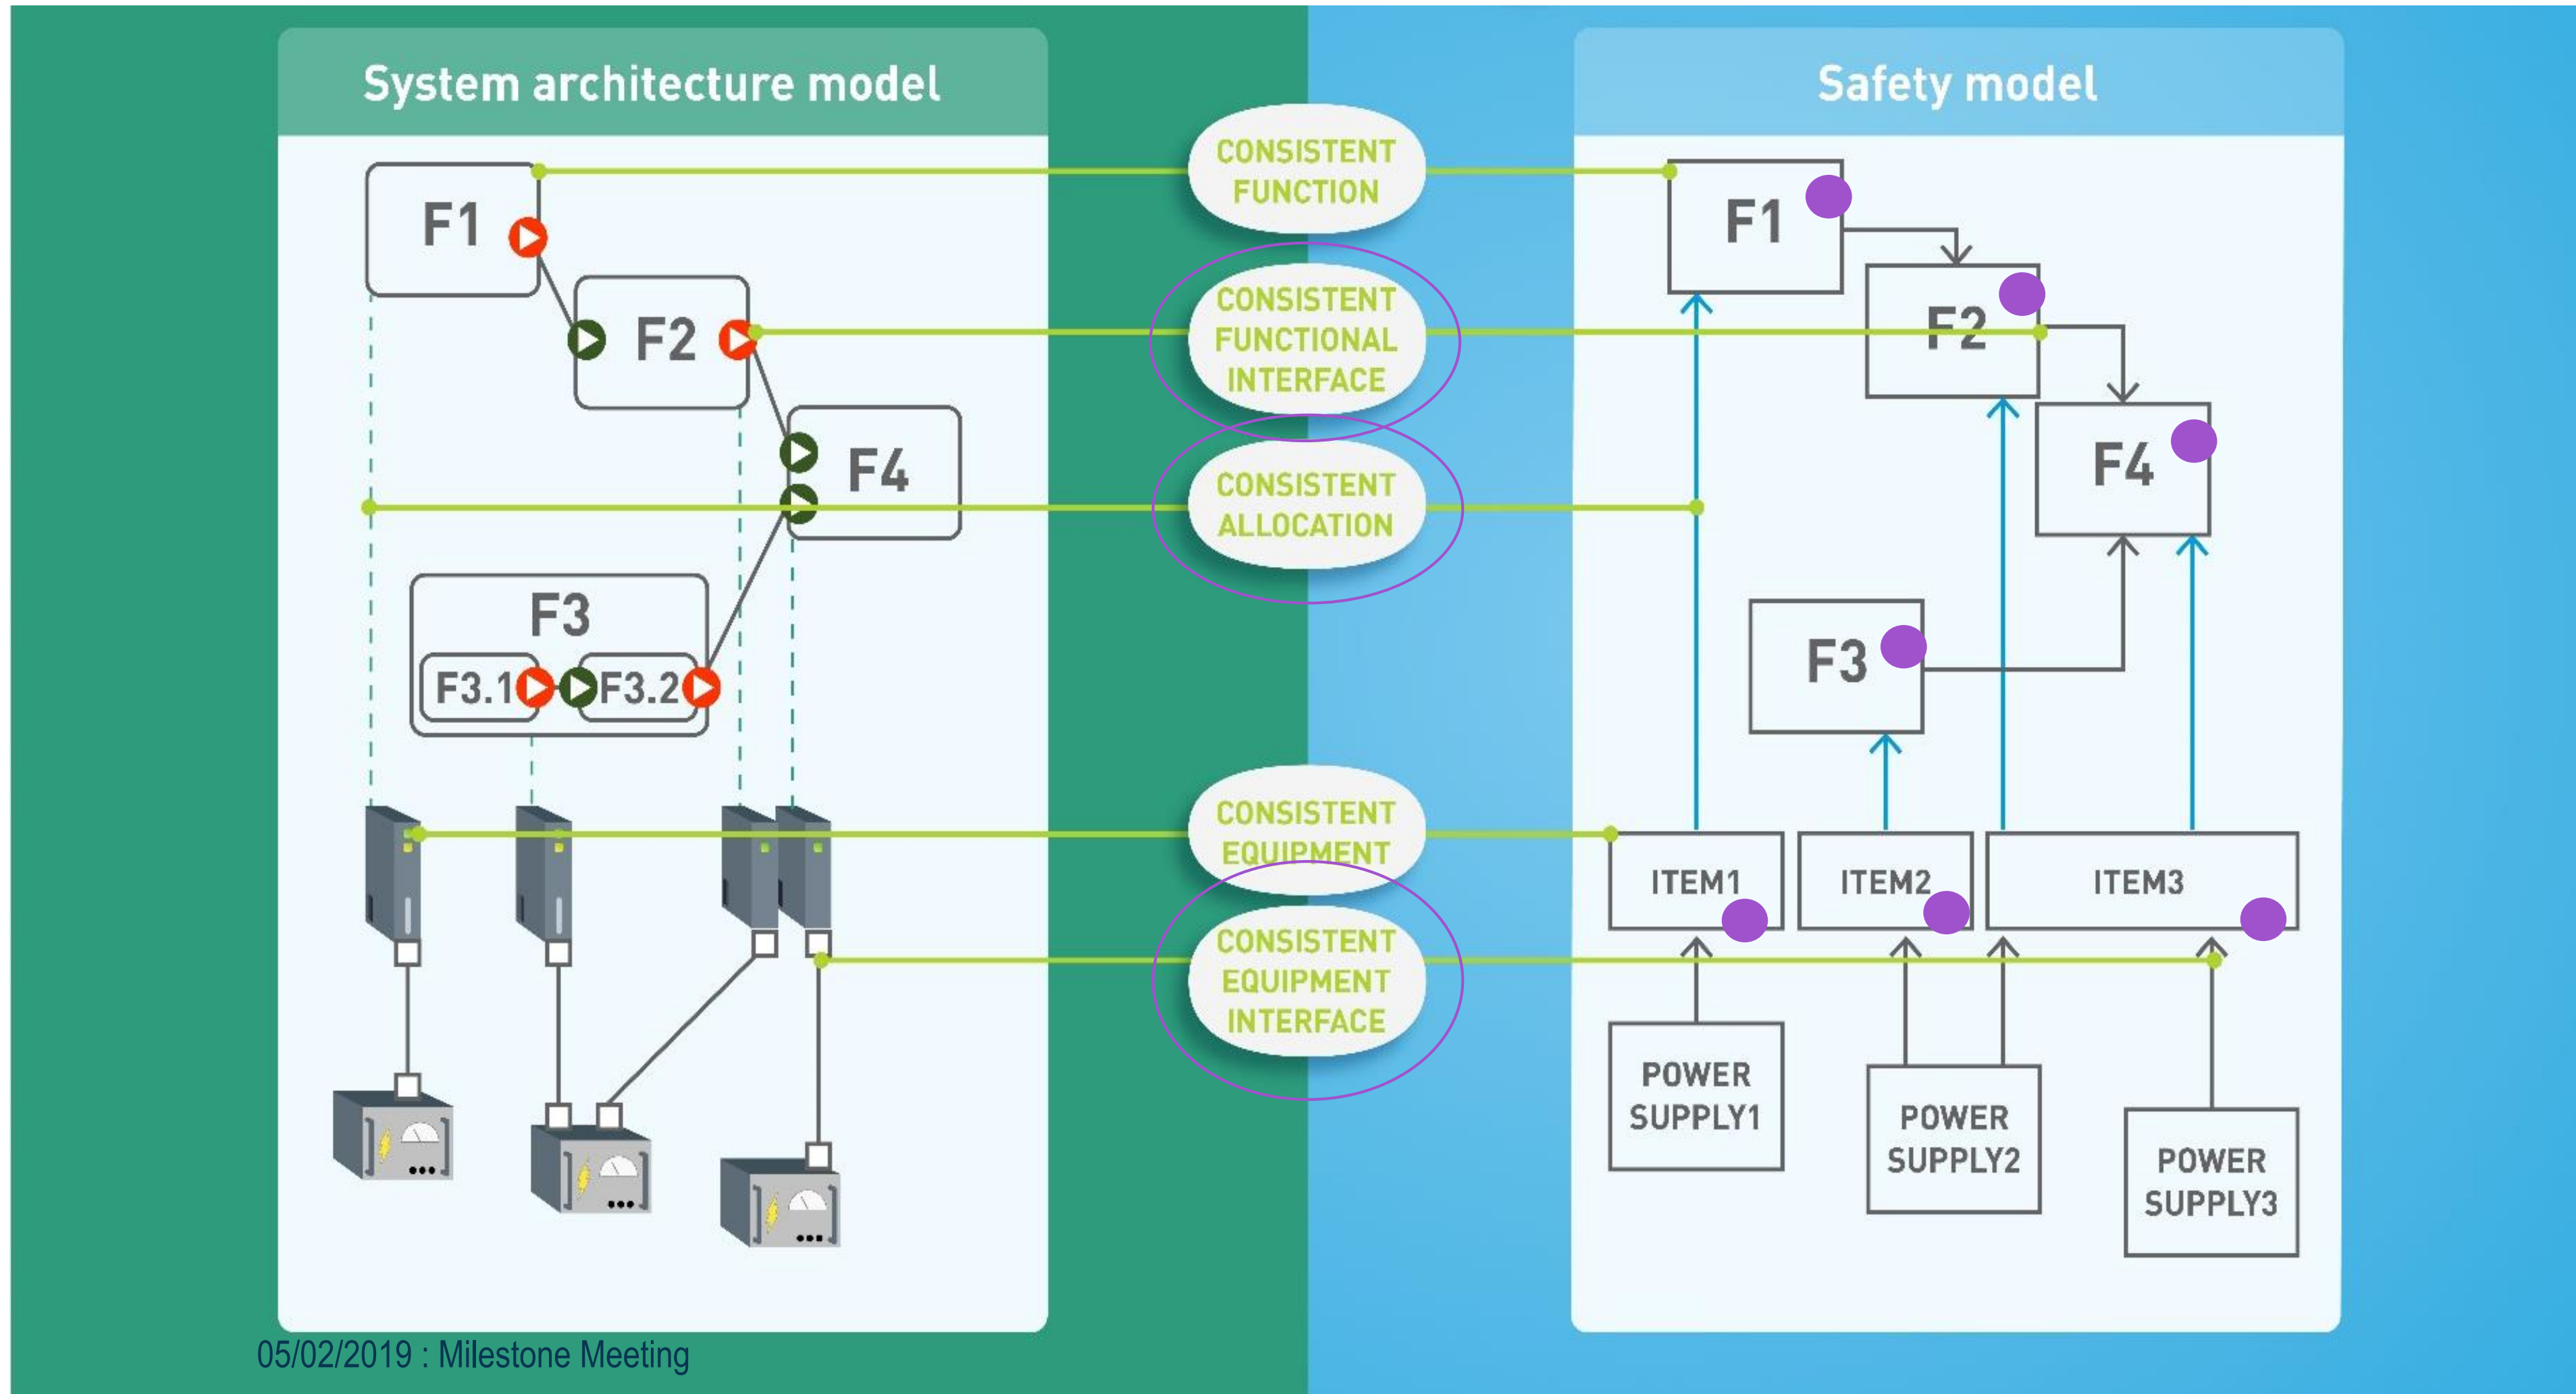 System architecture model
F1
F2
F4
F3
F3.1
F3.2
CONSISTENT
FUNCTION
CONSISTENT
FUNCTIONAL
INTERFACE
CONSISTENT
ALLOCATION
CONSISTENT
EQUIPMENT
CONSISTENT
EQUIPMENT
INTERFACE
Safety model
F1
F2
F4
F3
ITEM1
ITEM2
ITEM3
POWER
SUPPLY1
POWER
SUPPLY2
POWER
SUPPLY3
05/02/2019 : Milestone Meeting